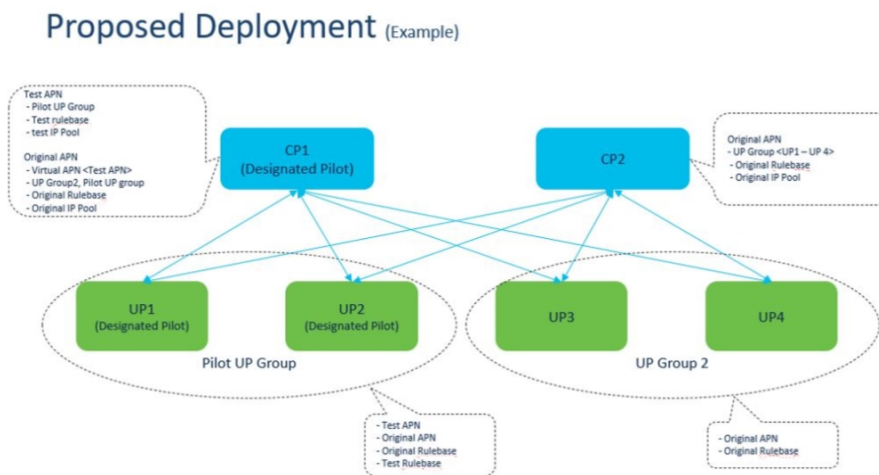 Proposed Deployment (Example)
Test APN
- Pilot UP Group
- Test rulebase
- test IP Pool
Original APN
- Virtual APN <Test APN>
- UP Group2, Pilot UP group
- Original Rulebase
- Original IP Pool
CP1
(Designated Pilot)
CP2
Original APN
- UP Group <UP1 – UP 4>
- Original Rulebase
- Original IP Pool
UP1
(Designated Pilot)
UP2
(Designated Pilot)
UP3
UP4
Pilot UP Group
UP Group 2
- Test APN
- Original APN
- Original Rulebase
- Test Rulebase
- Original APN
- Original Rulebase